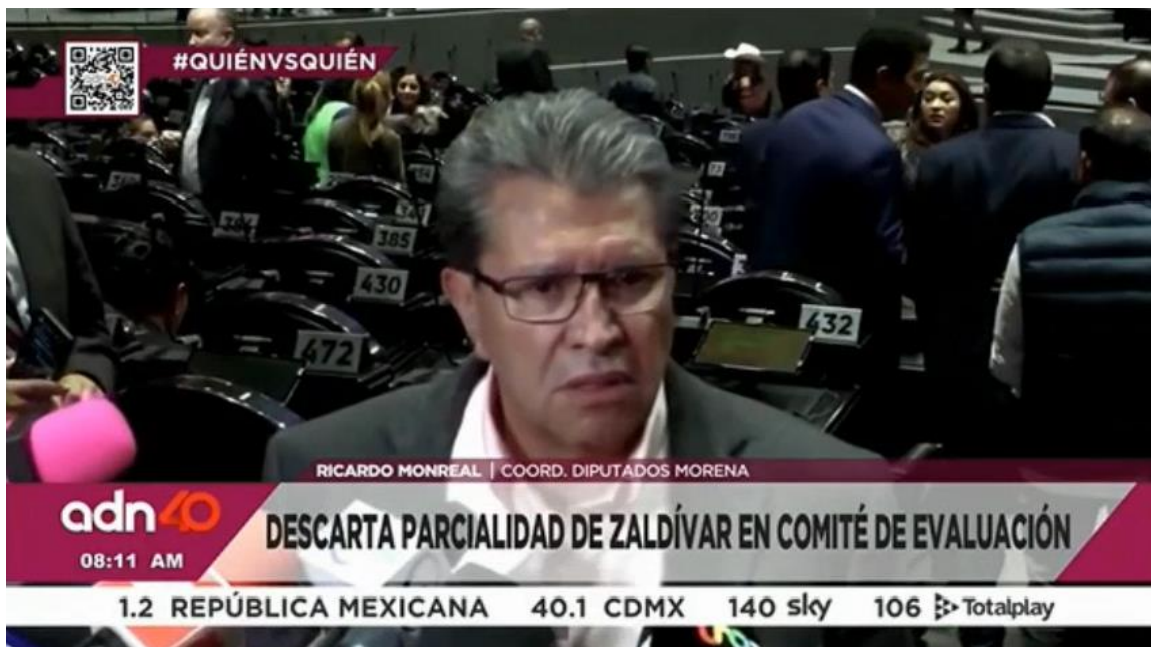 #QUIÉNVSQUIÉN
385
430
432
472
RICARDO MONREAL | COORD. DIPUTADOS MORENA
adn40
DESCARTA PARCIALIDAD DE ZALDÍVAR EN COMITÉ DE EVALUACIÓN
08:11 AM
1.2 REPÚBLICA MEXICANA 40.1 CDMX 140 sky 106 Totalplay